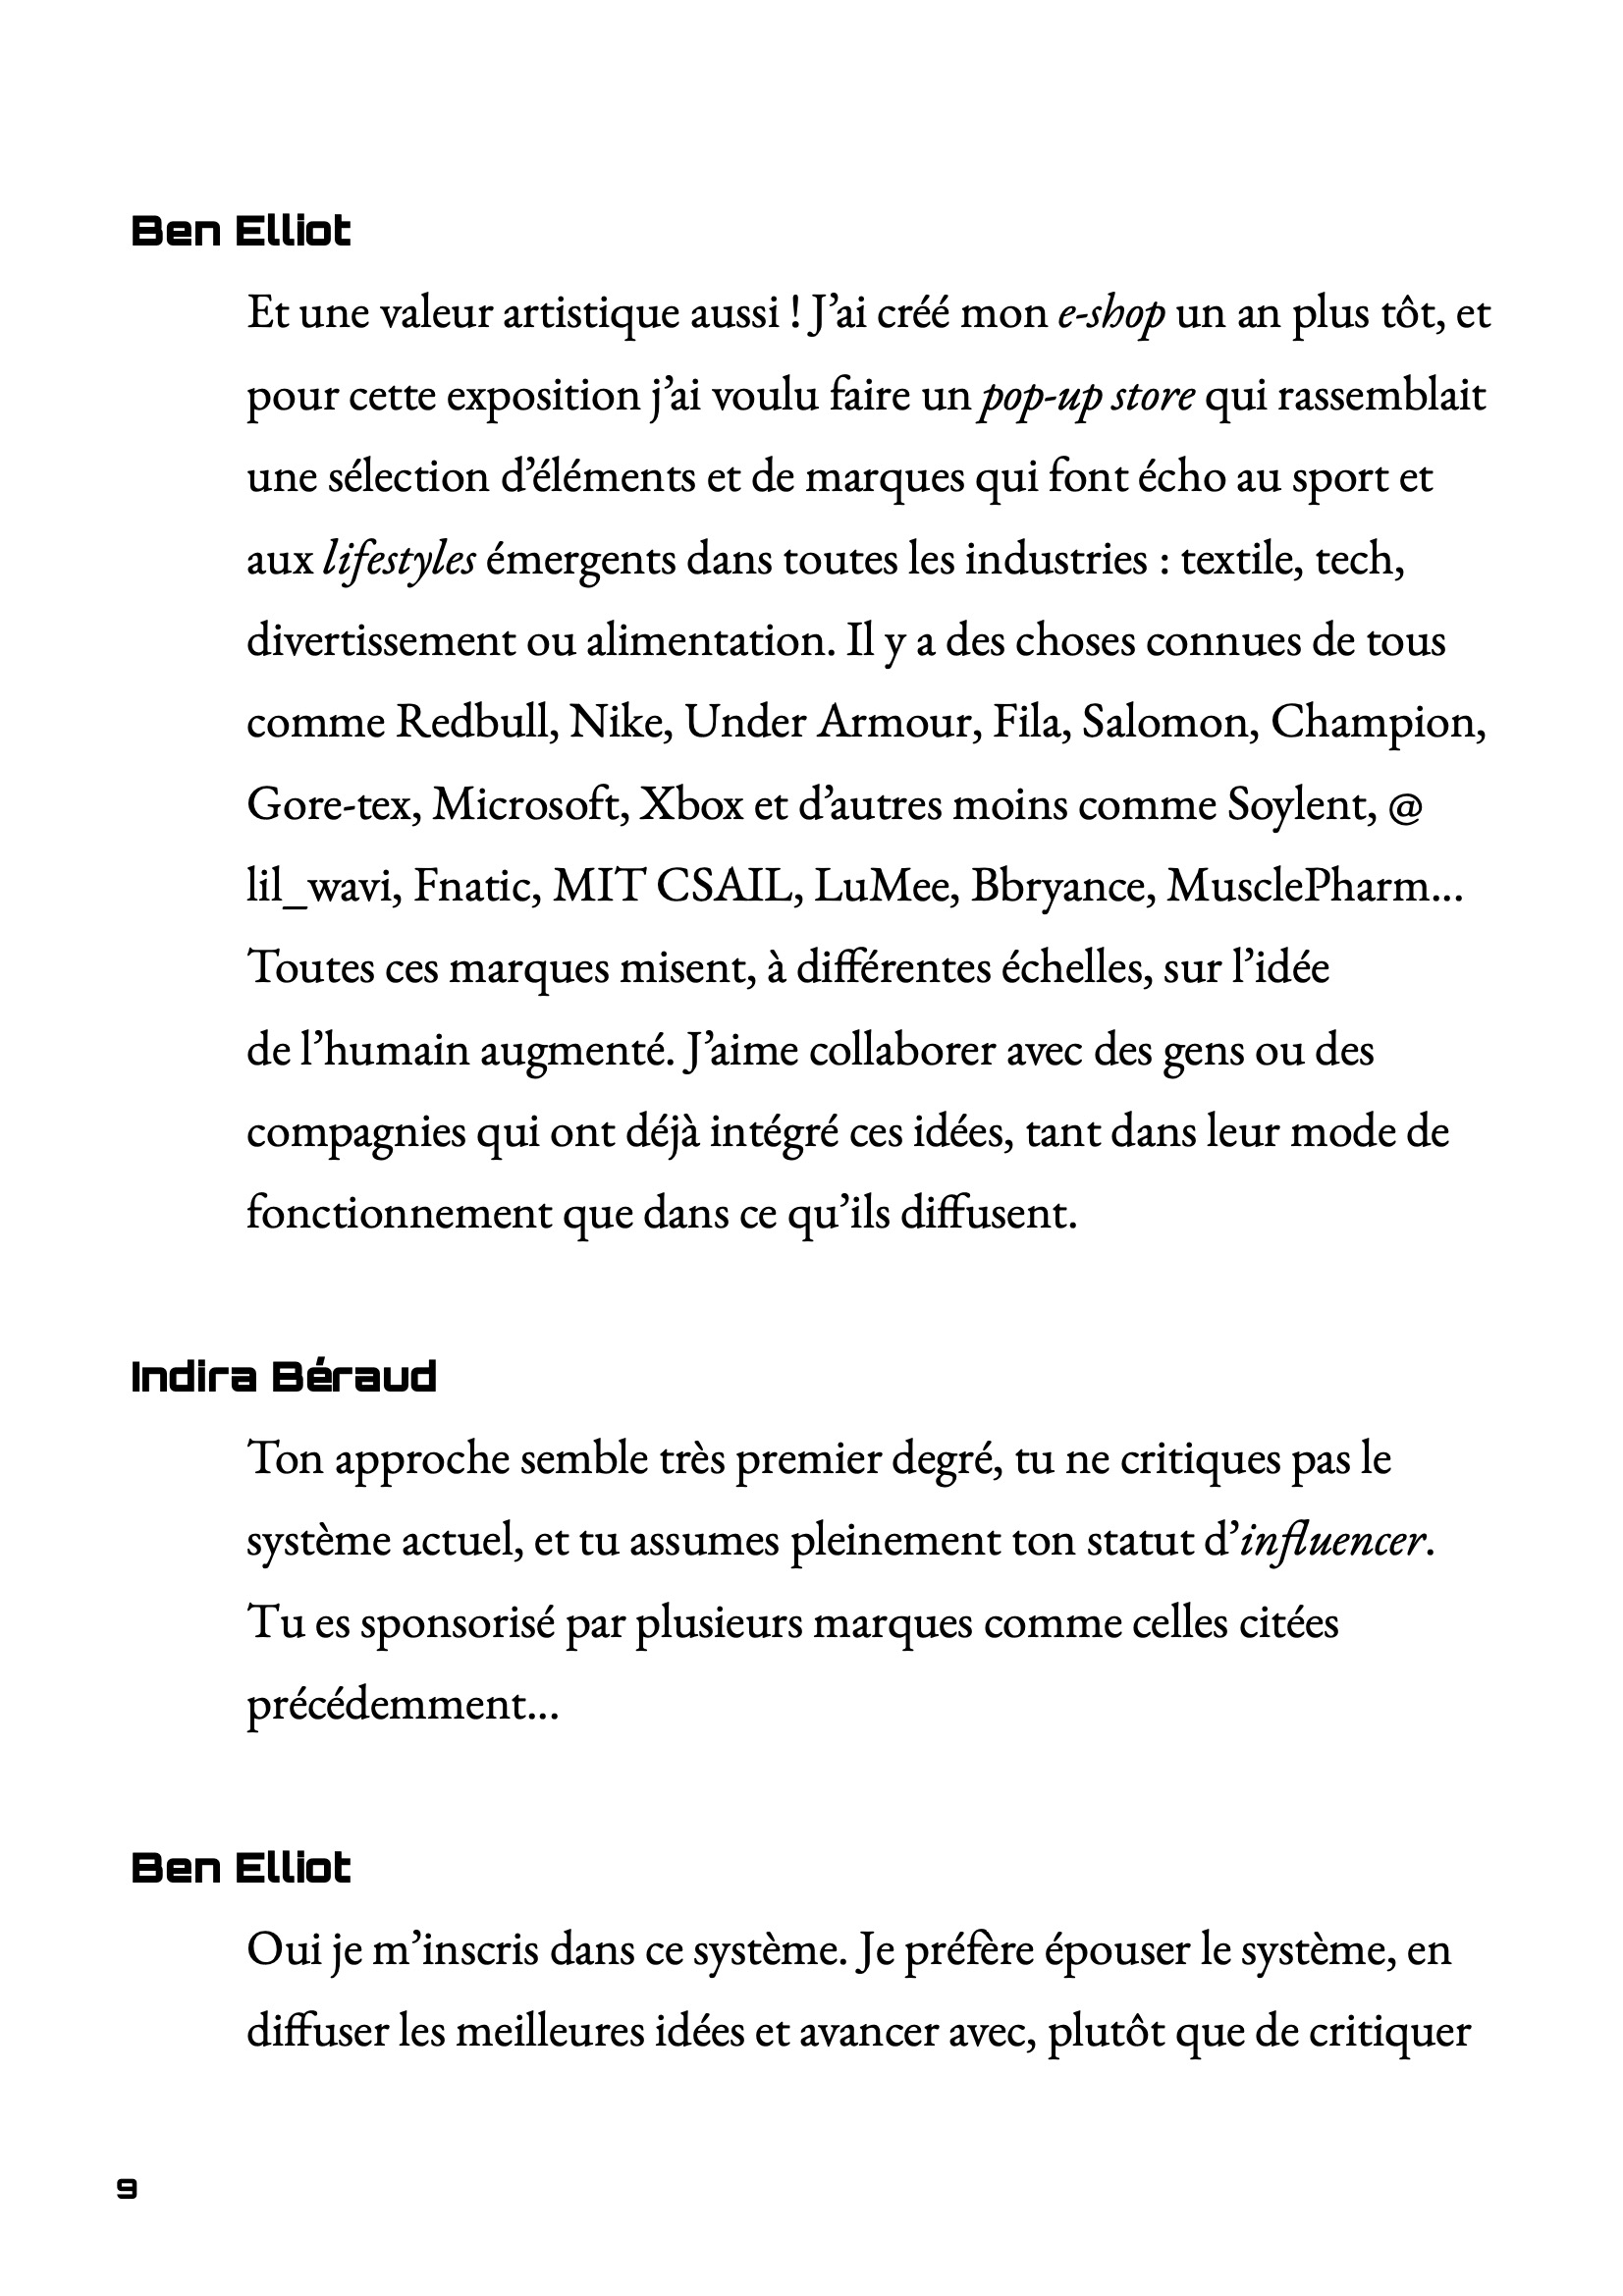 Ben Elliot
Et une valeur artistique aussi ! J’ai créé mon e-shop un an plus tôt, et
pour cette exposition j’ai voulu faire un pop-up store qui rassemblait
une sélection d’éléments et de marques qui font écho au sport et
aux lifestyles émergents dans toutes les industries : textile, tech,
divertissement ou alimentation. Il y a des choses connues de tous
comme Redbull, Nike, Under Armour, Fila, Salomon, Champion,
Gore-tex, Microsoft, Xbox et d’autres moins comme Soylent, @
lil_wavi, Fnatic, MIT CSAIL, LuMee, Bbryance, MusclePharm...
Toutes ces marques misent, à différentes échelles, sur l’idée
de l’humain augmenté. J’aime collaborer avec des gens ou des
compagnies qui ont déjà intégré ces idées, tant dans leur mode de
fonctionnement que dans ce qu’ils diffusent.
Indira Béraud
Ton approche semble très premier degré, tu ne critiques pas le
système actuel, et tu assumes pleinement ton statut d’influencer.
Tu es sponsorisé par plusieurs marques comme celles citées
précédemment...
Ben Elliot
Oui je m’inscris dans ce système. Je préfère épouser le système, en
diffuser les meilleures idées et avancer avec, plutôt que de critiquer
9